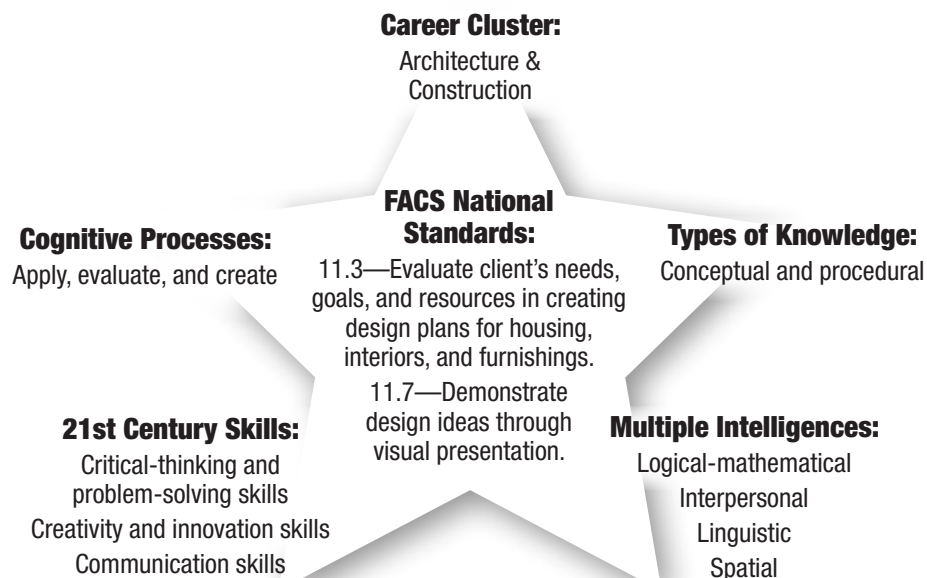 Career Cluster:
Architecture &
Construction
FACS National
Standards:
11.3—Evaluate client's needs,
goals, and resources in creating
design plans for housing,
interiors, and furnishings.
11.7—Demonstrate
design ideas through
visual presentation.
Cognitive Processes:
Apply, evaluate, and create
Types of Knowledge:
Conceptual and procedural
21st Century Skills:
Critical-thinking and
problem-solving skills
Creativity and innovation skills
Communication skills
Multiple Intelligences:
Logical-mathematical
Interpersonal
Linguistic
Spatial